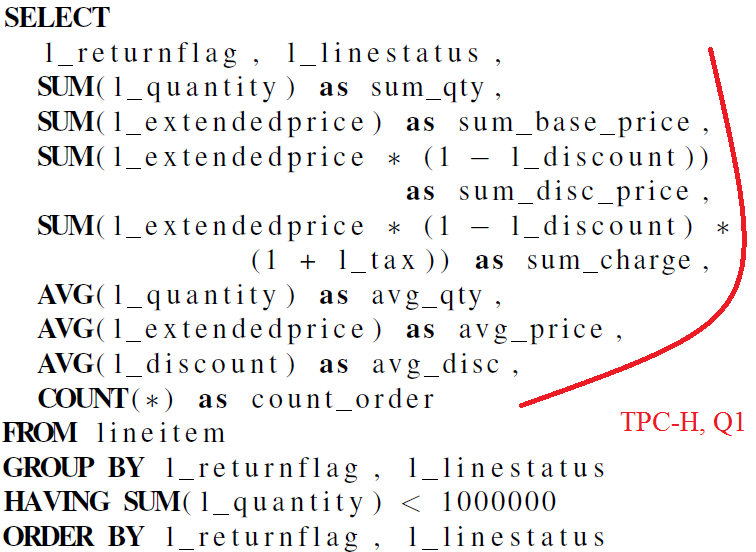 SELECT
l_returnflag , l_linestatus ,
SUM(l_quantity) as sum_qty ,
SUM(l_extendedprice) as sum_base_price ,
SUM(l_extendedprice * (1 − l_discount))
as sum_disc_price ,
SUM(l_extendedprice * (1 − l_discount) *
(1 + l_tax)) as sum_charge ,
AVG(l_quantity) as avg_qty ,
AVG(l_extendedprice) as avg_price ,
AVG(l_discount) as avg_disc ,
COUNT(*) as count_order
TPC-H, Q1
FROM lineitem
GROUP BY l_returnflag , l_linestatus
HAVING SUM(l_quantity) < 1000000
ORDER BY l_returnflag , l_linestatus